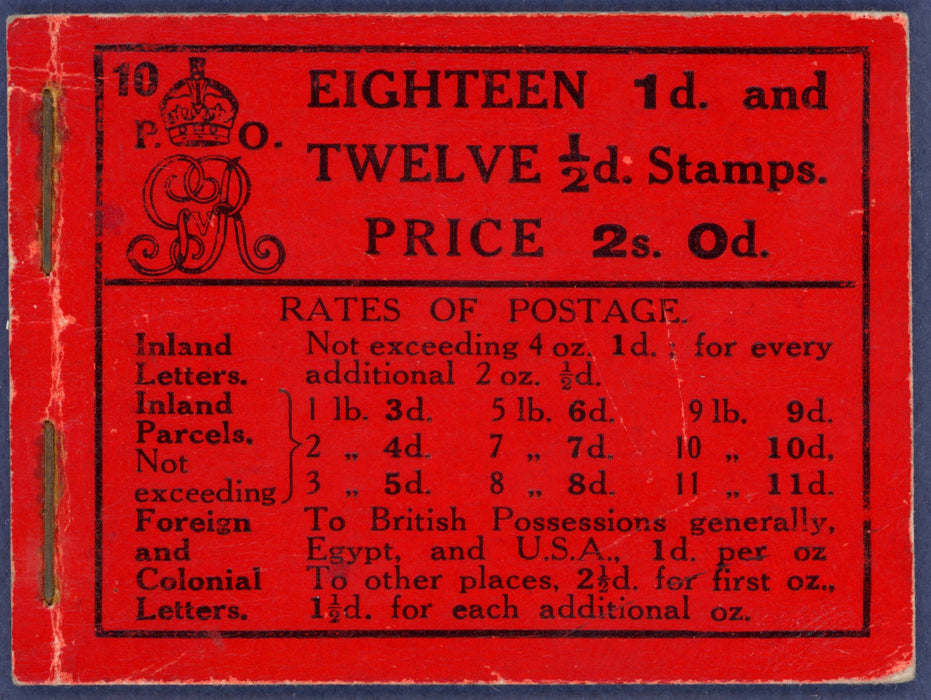 10
P. O.
GvR
EIGHTEEN 1d. and
TWELVE ½d. Stamps.
PRICE 2s. 0d.
RATES OF POSTAGE.
Inland Letters. Not exceeding 4 oz. 1d.; for every
additional 2 oz. ½d.
Inland Parcels. Not exceeding
1 lb. 3d. 5 lb. 6d. 9 lb. 9d.
2 „ 4d. 7 „ 7d. 10 „ 10d,
3 „ 5d. 8 „ 8d. 11 „ 11d.
Foreign and Colonial Letters.
To British Possessions generally,
Egypt, and U.S.A., 1d. per oz
To other places, 2½d. for first oz.,
1½d. for each additional oz.